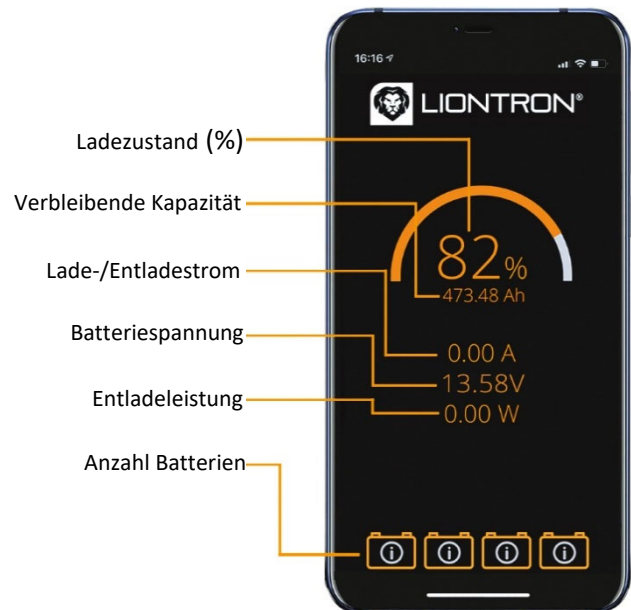 16:16
LIONTRON®
Ladezustand (%)
Verbleibende Kapazität
82%
Lade-/Entladestrom
473.48 Ah
Batteriespannung
0.00 A
13.58V
Entladeleistung
0.00 W
Anzahl Batterien